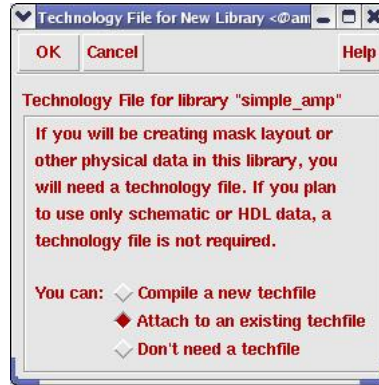 Technology File for New Library <@am
OK Cancel Help
Technology File for library "simple_amp"
If you will be creating mask layout or
other physical data in this library, you
will need a technology file. If you plan
to use only schematic or HDL data, a
technology file is not required.
You can: Compile a new techfile
Attach to an existing techfile
Don't need a techfile